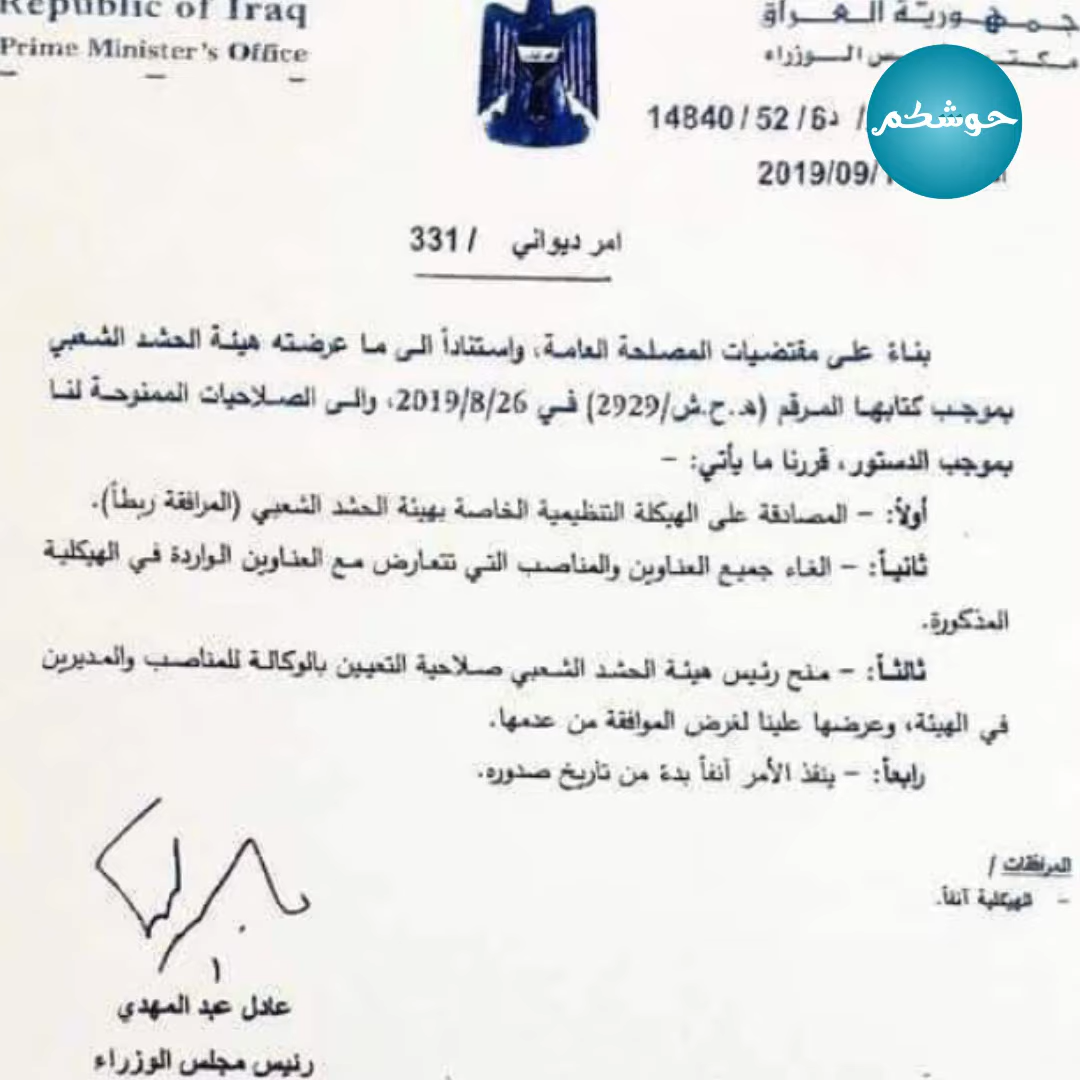 Republic of Iraq
Prime Minister's Office
جمهورية العراق
الوزراء
14840 / 52 / د6 /
2019/09/
حوشكم
امر ديواني / 331
بناءً على مقتضيات المصلحة العامة، واستناداً الى ما عرضته هيئة الحشد الشعبي
بموجب كتابها المرقم (هـ.ح.ش/2929) في 2019/8/26، والى الصلاحيات الممنوحة لنا
بموجب الدستور، قررنا ما يأتي: –
أولاً: – المصادقة على الهيكلة التنظيمية الخاصة بهيئة الحشد الشعبي (المرافقة ربطاً).
ثانياً: – الغاء جميع العناوين والمناصب التي تتعارض مع العناوين الواردة في الهيكلية
المذكورة.
ثالثاً: – منح رئيس هيئة الحشد الشعبي صلاحية التعيين بالوكالة للمناصب والمديرين
في الهيئة، وعرضها علينا لغرض الموافقة من عدمها.
رابعاً: – ينفذ الأمر آنفاً بدءً من تاريخ صدوره.
المرافقات /
– الهيكلية آنفاً.
عادل عبد المهدي
رئيس مجلس الوزراء